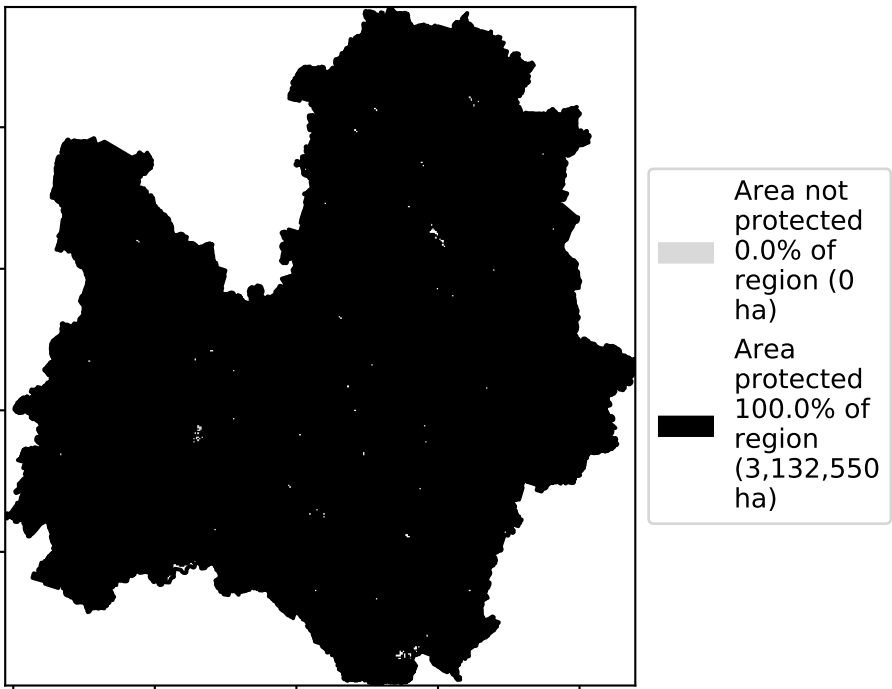 Area not
protected
0.0% of
region (0
ha)
Area
protected
100.0% of
region
(3,132,550
ha)